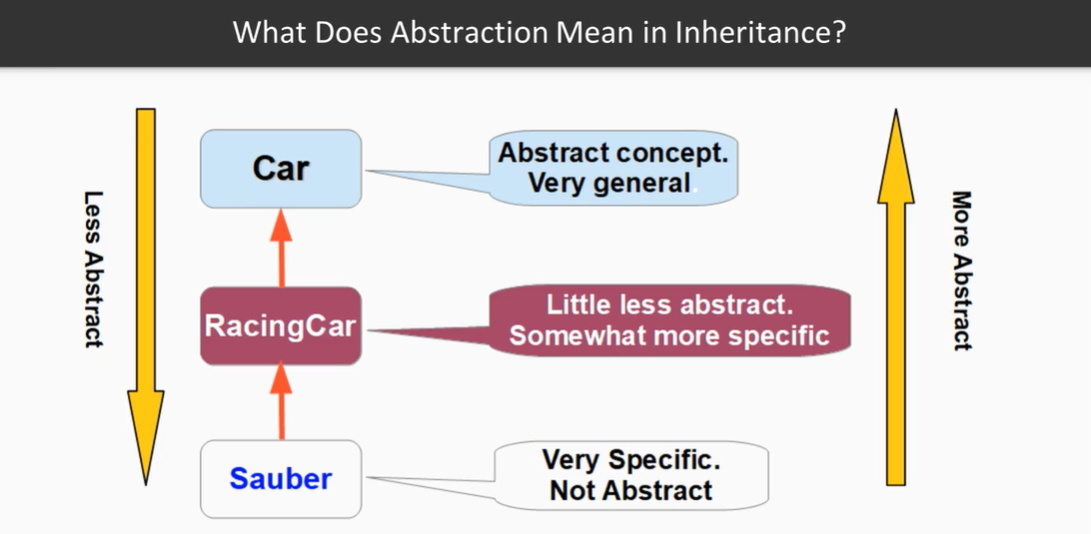 What Does Abstraction Mean in Inheritance?
Less Abstract
Car
Abstract concept.
Very general.
RacingCar
Little less abstract.
Somewhat more specific
Sauber
Very Specific.
Not Abstract
More Abstract